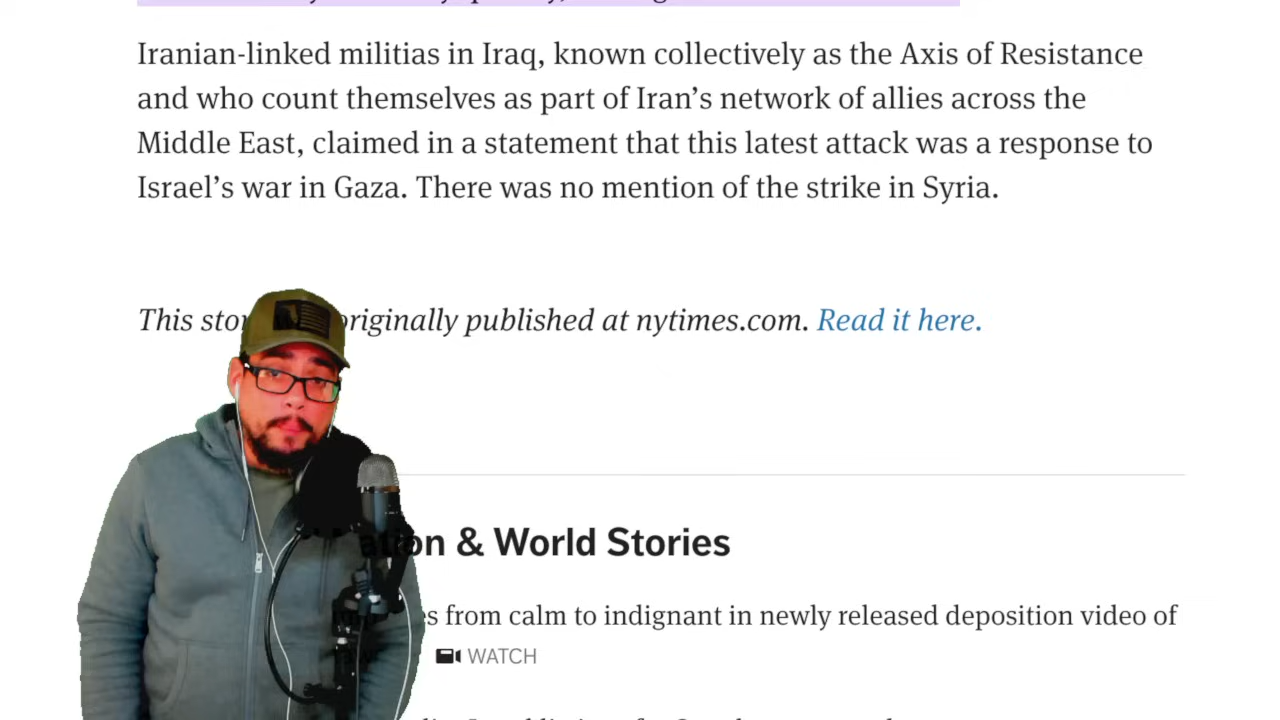 Iranian-linked militias in Iraq, known collectively as the Axis of Resistance
and who count themselves as part of Iran’s network of allies across the
Middle East, claimed in a statement that this latest attack was a response to
Israel’s war in Gaza. There was no mention of the strike in Syria.
This originally published at nytimes.com. Read it here.
& World Stories
from calm to indignant in newly released deposition video of
WATCH